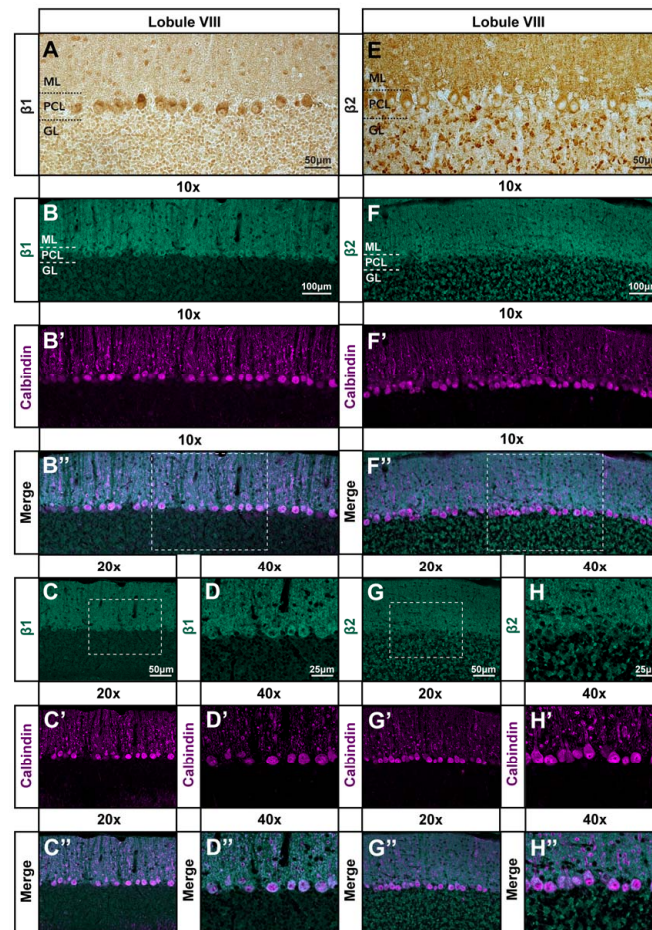 Lobule VIII
Lobule VIII
β1
A
ML
PCL
GL
50μm
β2
E
ML
PCL
GL
50μm
10x
10x
β1
B
ML
PCL
GL
100μm
β2
F
ML
PCL
GL
100μm
10x
10x
Calbindin
B’
Calbindin
F’
10x
10x
Merge
B’’
Merge
F’’
20x
40x
20x
40x
β1
C
50μm
β1
D
25μm
β2
G
50μm
β2
H
25μ
20x
40x
20x
40x
Calbindin
C’
Calbindin
D’
Calbindin
G’
Calbindin
H’
20x
40x
20x
40x
Merge
C’’
Merge
D’’
Merge
G’’
Merge
H’’